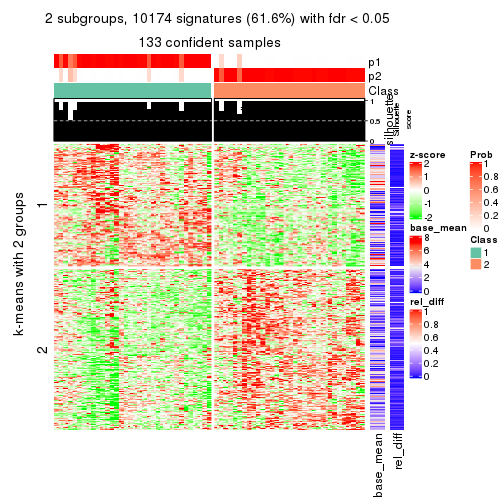 2 subgroups, 10174 signatures (61.6%) with fdr < 0.05
133 confident samples
p1
p2
Class
silhouette
Silhouette
score
1
0.5
0
k-means with 2 groups
1
2
base_mean
rel_diff
z-score
2
1
0
-1
-2
base_mean
8
6
4
2
0
rel_diff
1
0.8
0.6
0.4
0.2
0
Prob
1
0.8
0.6
0.4
0.2
0
Class
1
2